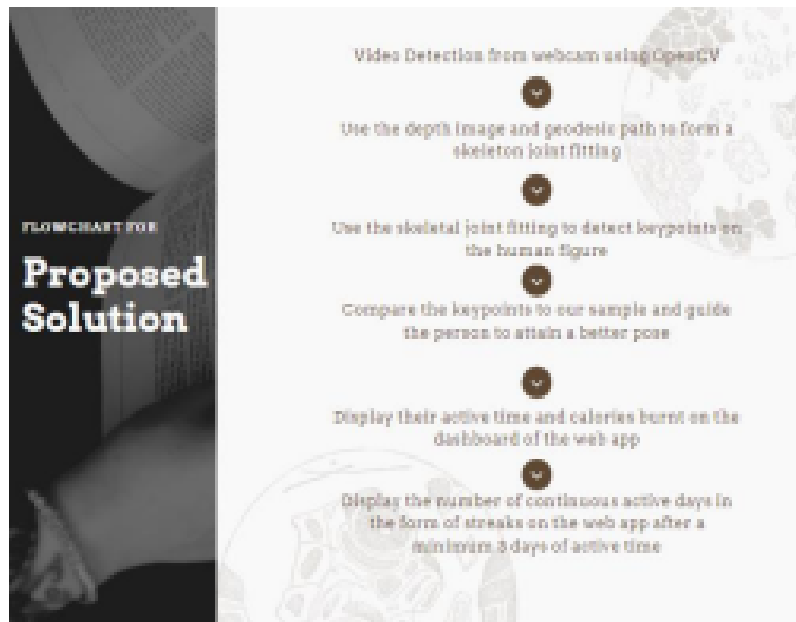 FLOWCHART FOR
Proposed
Solution
Video Detection from webcam using OpenCV
Use the depth image and geodesic path to form a
skeleton joint fitting
Use the skeletal joint fitting to detect keypoints on
the human figure
Compare the keypoints to our sample and guide
the person to attain a better pose
Display their active time and calories burnt on the
dashboard of the web app
Display the number of continuous active days in
the form of streaks on the web app after a
minimum 3 days of active time